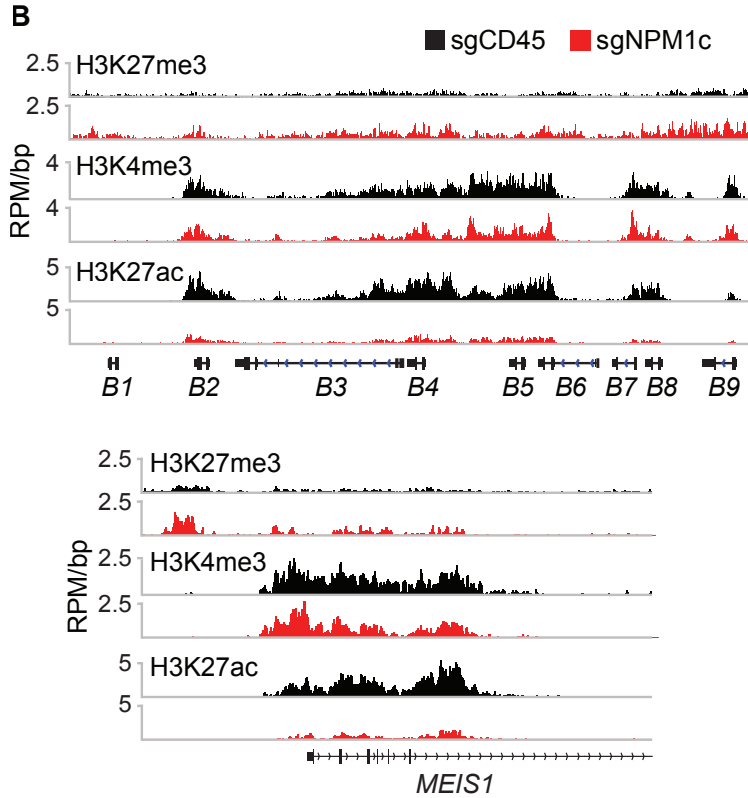 B
sgCD45 sgNPM1c
2.5 H3K27me3
2.5
RPM/bp
4 H3K4me3
4
5 H3K27ac
5
B1 B2 B3 B4 B5 B6 B7 B8 B9
2.5 H3K27me3
2.5
RPM/bp
2.5 H3K4me3
2.5
5 H3K27ac
5
MEIS1